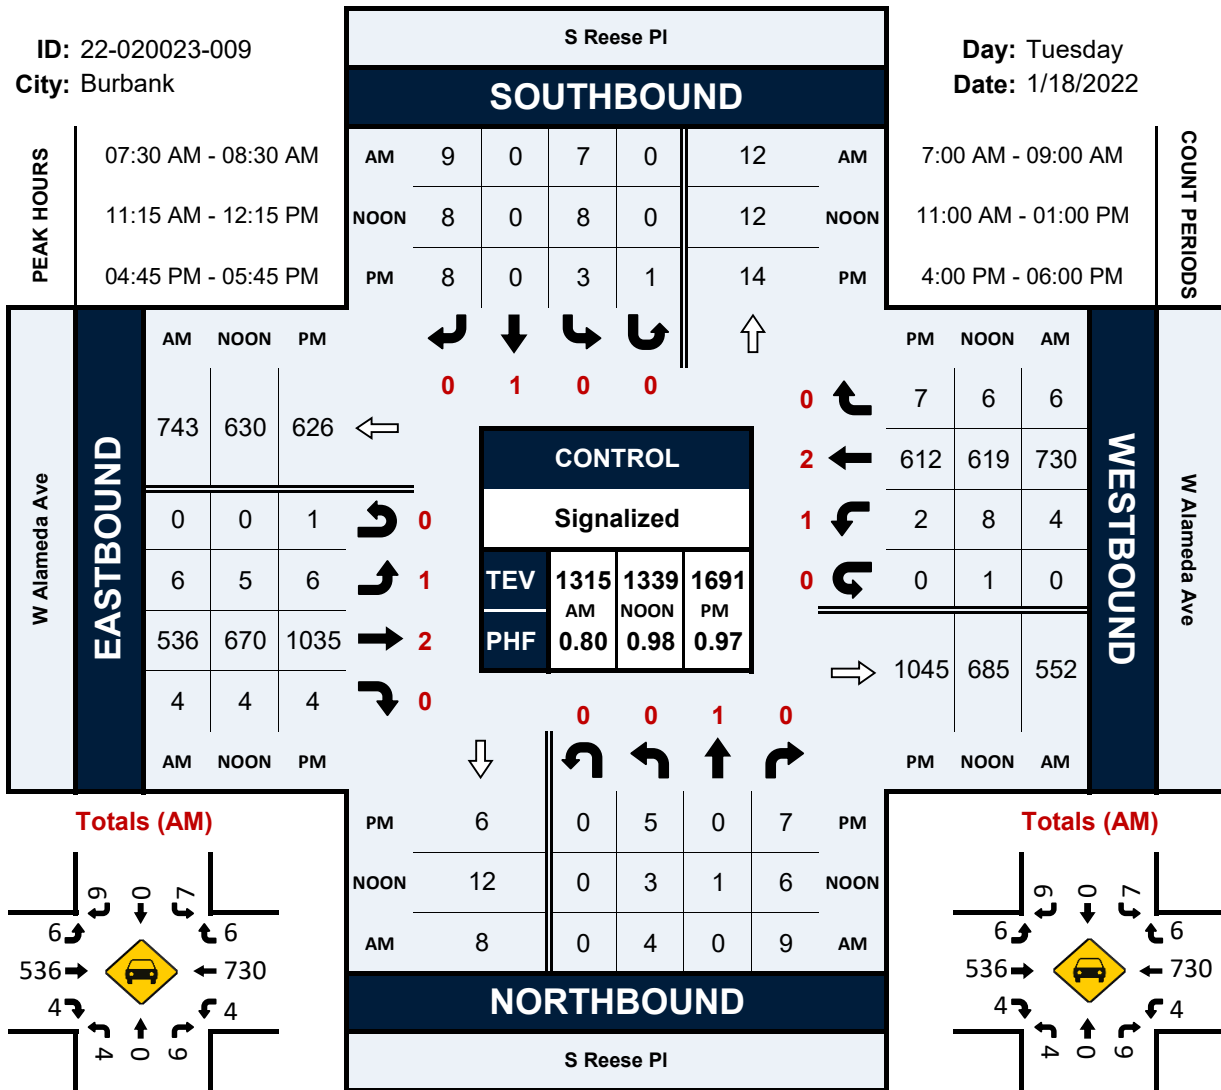 ID: 22-020023-009
City: Burbank
S Reese Pl
Day: Tuesday
Date: 1/18/2022
SOUTHBOUND
PEAK HOURS
07:30 AM - 08:30 AM
11:15 AM - 12:15 PM
04:45 PM - 05:45 PM
AM 9 0 7 0 12 AM
NOON 8 0 8 0 12 NOON
PM 8 0 3 1 14 PM
7:00 AM - 09:00 AM
11:00 AM - 01:00 PM
4:00 PM - 06:00 PM
COUNT PERIODS
0 1 0 0
W Alameda Ave
EASTBOUND
AM NOON PM
743 630 626
0 0 1 0
6 5 6 1
536 670 1035 2
4 4 4 0
AM NOON PM
CONTROL
Signalized
TEV 1315 1339 1691
AM NOON PM
PHF 0.80 0.98 0.97
PM NOON AM
0 7 6 6
2 612 619 730
1 2 8 4
0 0 1 0
1045 685 552
PM NOON AM
WESTBOUND
W Alameda Ave
0 0 1 0
PM 6 0 5 0 7 PM
NOON 12 0 3 1 6 NOON
AM 8 0 4 0 9 AM
NORTHBOUND
S Reese Pl
Totals (AM)
9 0 7
6 6
536 730
4 4
4 0 9
Totals (AM)
9 0 7
6 6
536 730
4 4
4 0 9